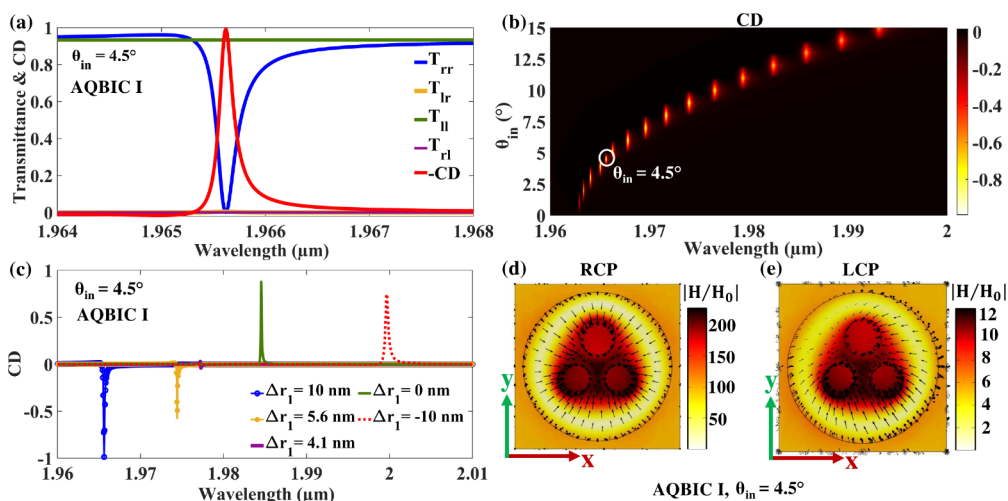 (a)
θin = 4.5°
AQBIC I
Trr
Tlr
Tll
Trl
-CD
Transmittance & CD
1
0.8
0.6
0.4
0.2
0
1.964
1.965
1.966
1.967
1.968
Wavelength (μm)
(b)
CD
θin (°)
15
12.5
10
7.5
5
2.5
0
θin = 4.5°
1.96
1.97
1.98
1.99
2
Wavelength (μm)
0
-0.2
-0.4
-0.6
-0.8
(c)
θin = 4.5°
AQBIC I
CD
1
0.5
0
-0.5
-1
Δr1= 10 nm
Δr1= 0 nm
Δr1= 5.6 nm
Δr1= -10 nm
Δr1= 4.1 nm
1.96
1.97
1.98
1.99
2
2.01
Wavelength (μm)
(d)
RCP
|H/H0|
200
150
100
50
y
x
(e)
LCP
|H/H0|
12
10
8
6
4
2
y
x
AQBIC I, θin = 4.5°